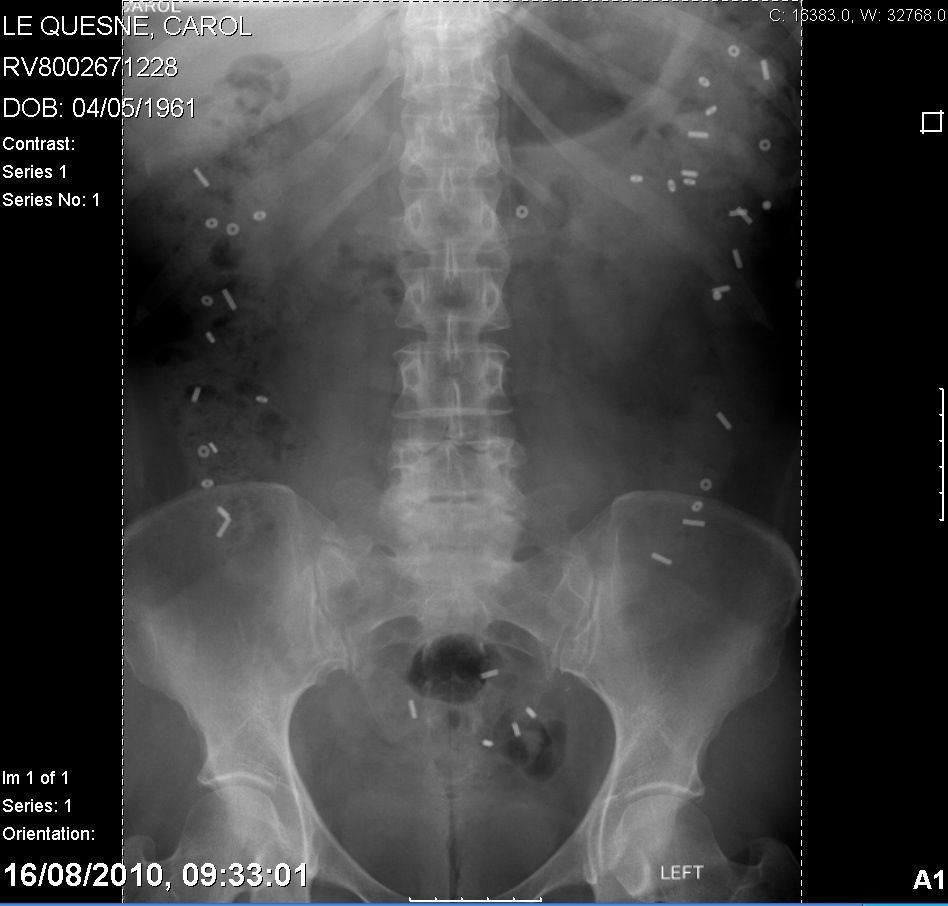 CAROL
C: 16383.0, W: 32768.0
LE QUESNE, CAROL
RV8002671228
DOB: 04/05/1961
Contrast:
Series 1
Series No: 1
Im 1 of 1
Series: 1
Orientation:
16/08/2010, 09:33:01
LEFT
A1